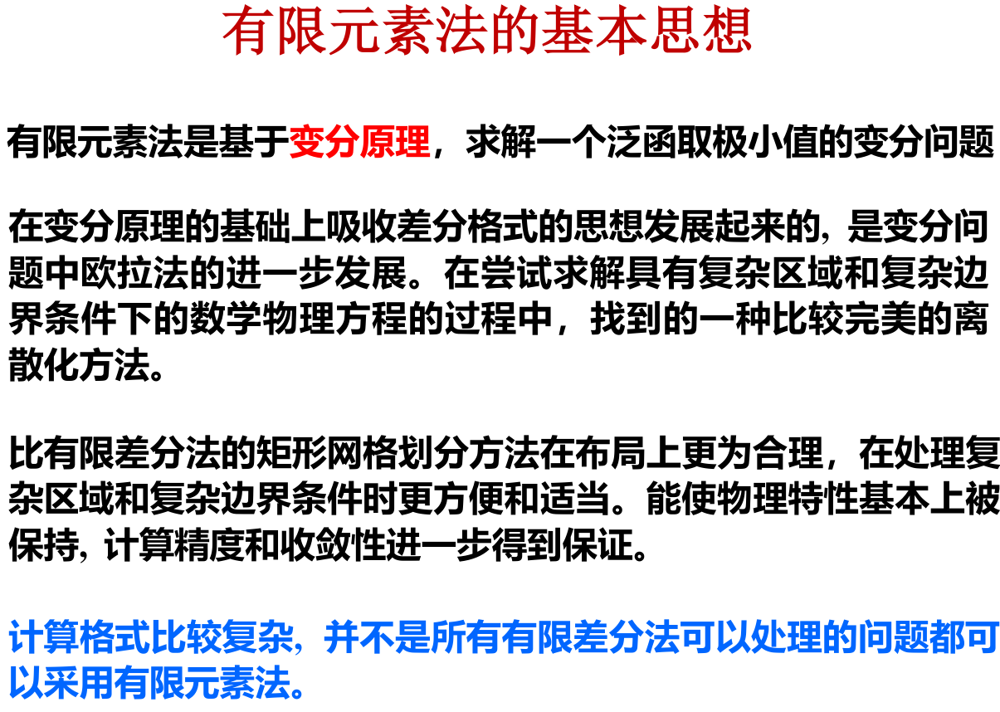 有限元素法的基本思想
有限元素法是基于变分原理，求解一个泛函取极小值的变分问题
在变分原理的基础上吸收差分格式的思想发展起来的, 是变分问
题中欧拉法的进一步发展。在尝试求解具有复杂区域和复杂边
界条件下的数学物理方程的过程中，找到的一种比较完美的离
散化方法。
比有限差分法的矩形网格划分方法在布局上更为合理，在处理复
杂区域和复杂边界条件时更方便和适当。能使物理特性基本上被
保持, 计算精度和收敛性进一步得到保证。
计算格式比较复杂, 并不是所有有限差分法可以处理的问题都可
以采用有限元素法。